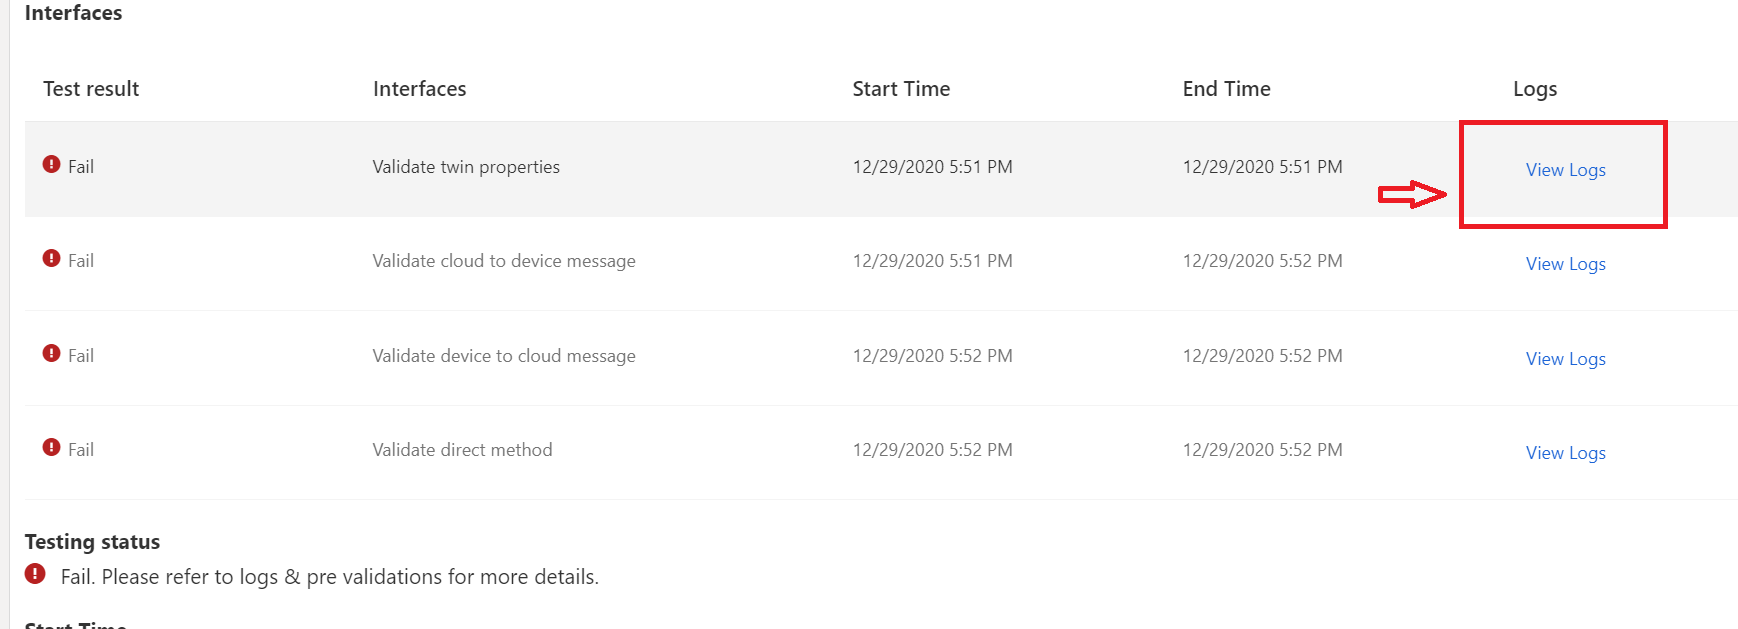 Interfaces
Test result Interfaces Start Time End Time Logs
Fail Validate twin properties 12/29/2020 5:51 PM 12/29/2020 5:51 PM View Logs
Fail Validate cloud to device message 12/29/2020 5:51 PM 12/29/2020 5:52 PM View Logs
Fail Validate device to cloud message 12/29/2020 5:52 PM 12/29/2020 5:52 PM View Logs
Fail Validate direct method 12/29/2020 5:52 PM 12/29/2020 5:52 PM View Logs
Testing status
Fail. Please refer to logs & pre validations for more details.
Start Time